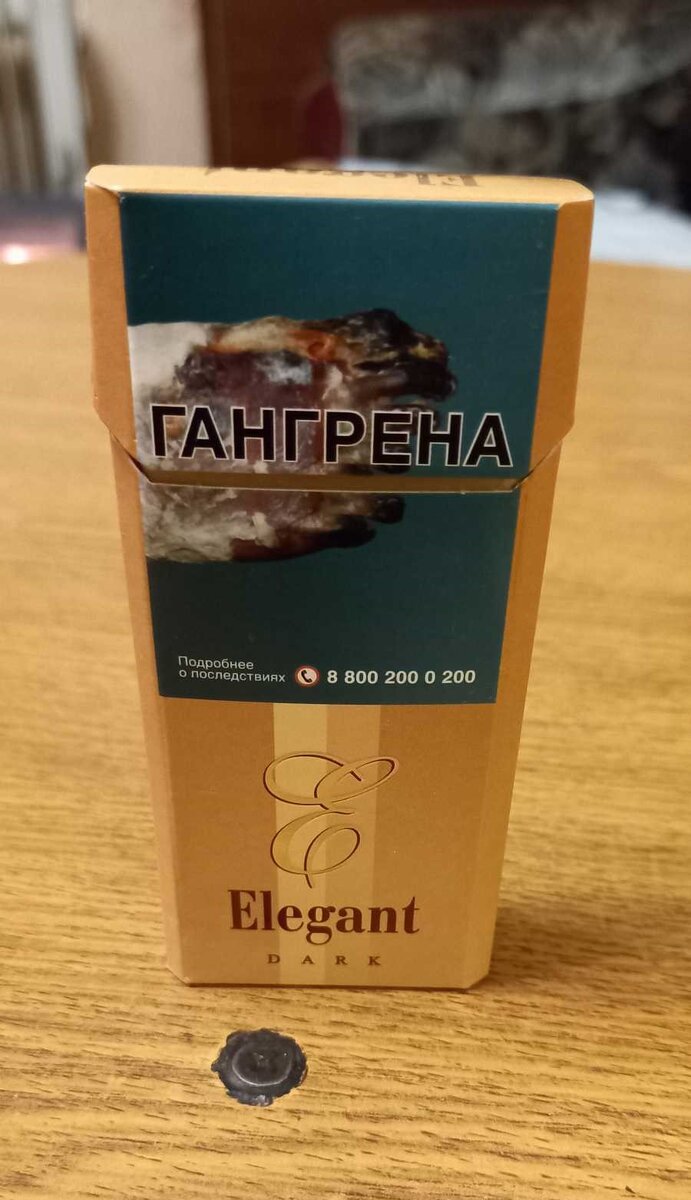 ГАНГРЕНА
Подробнее
о последствиях 8 800 200 0 200
E
Elegant
DARK